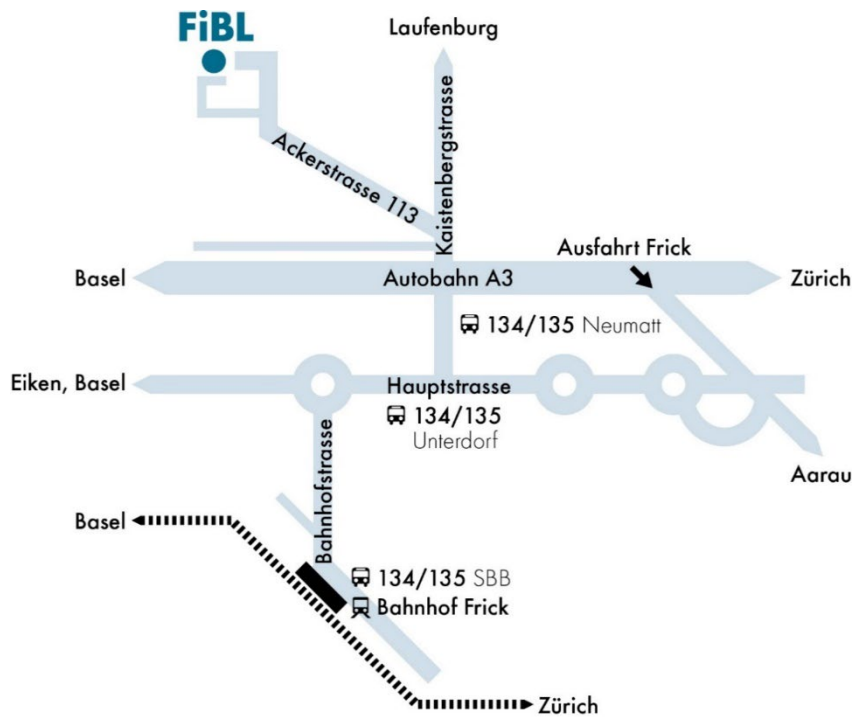 FiBL
Laufenburg
Ackerstrasse 113
Kaistenbergstrasse
Ausfahrt Frick
Basel
Autobahn A3
Zürich
134/135 Neumatt
Eiken, Basel
Hauptstrasse
134/135
Unterdorf
Bahnhofstrasse
Aarau
Basel
134/135 SBB
Bahnhof Frick
Zürich